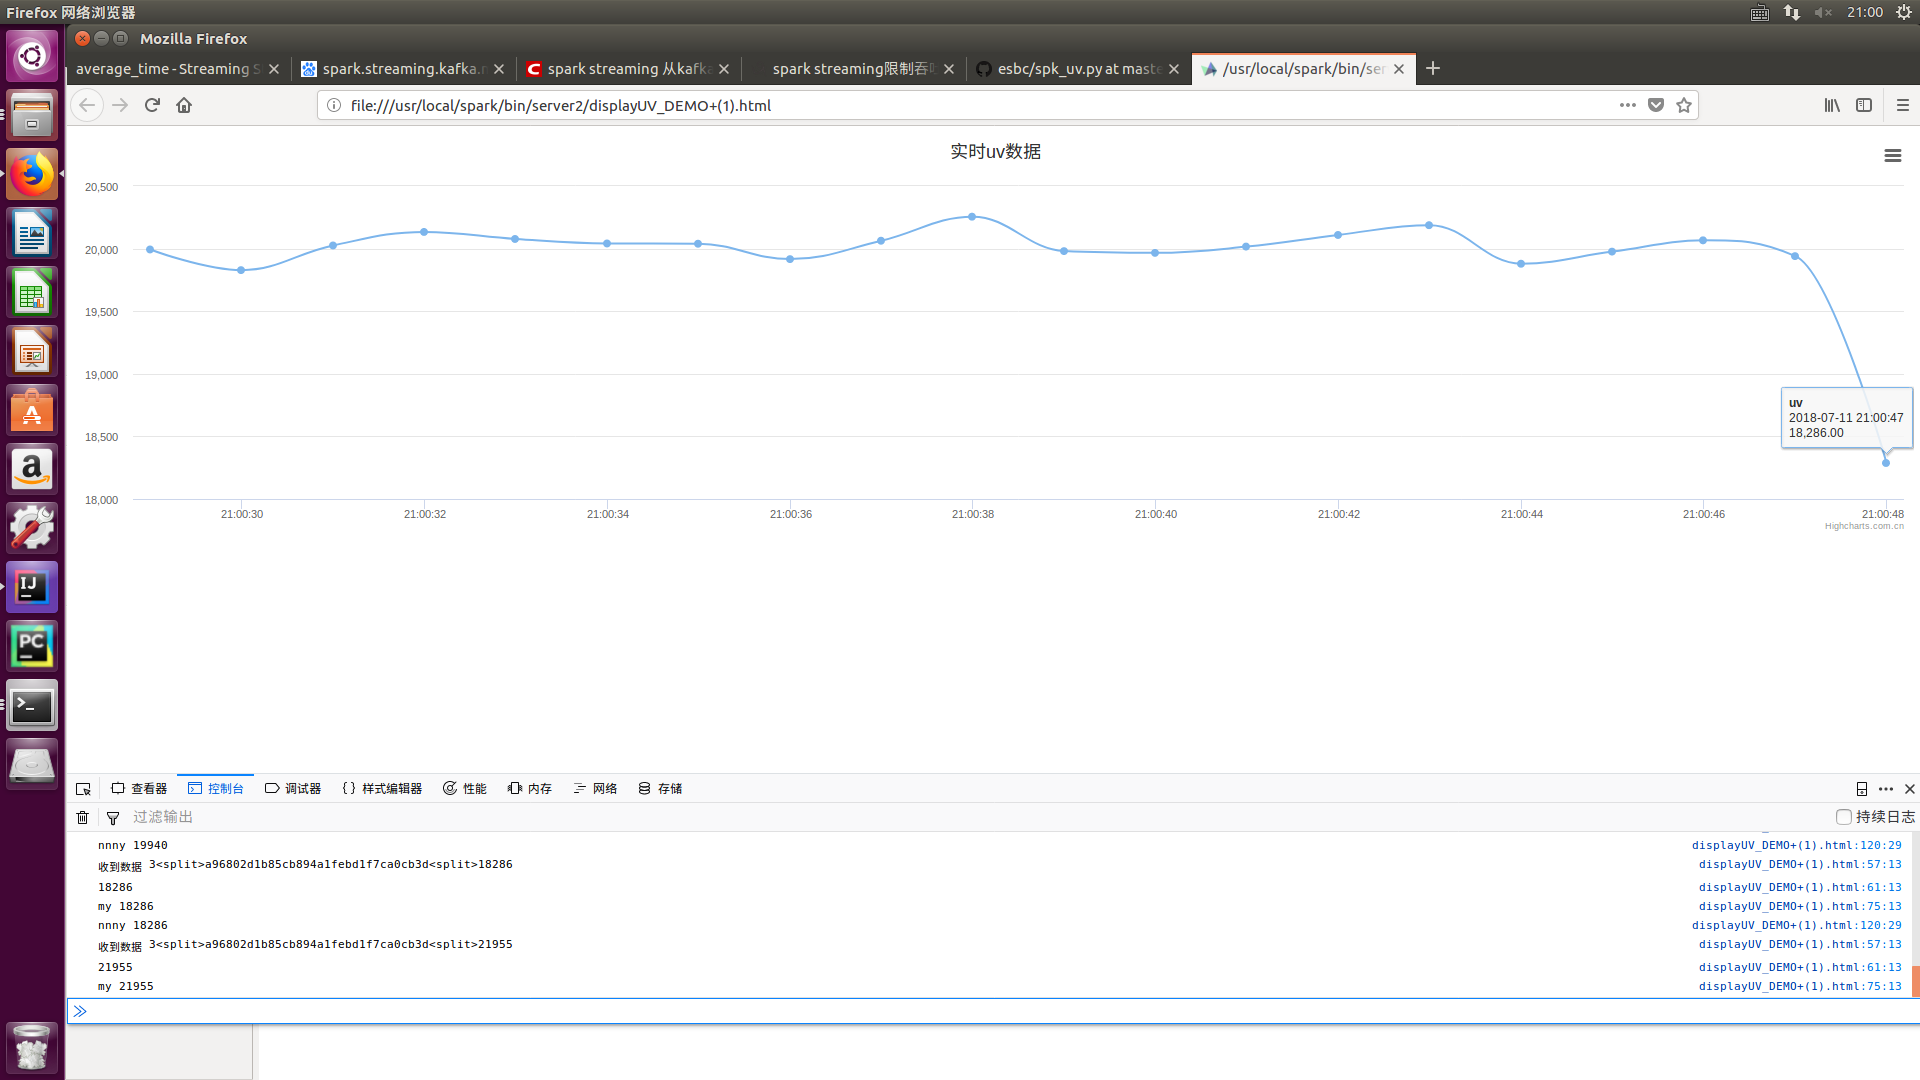 Firefox 网络浏览器
21:00
Mozilla Firefox
average_time - Streaming S
spark.streaming.kafka.m
spark streaming 从kafka
spark streaming限制吞
esbc/spk_uv.py at maste
/usr/local/spark/bin/ser
file:///usr/local/spark/bin/server2/displayUV_DEMO+(1).html
实时uv数据
20,500
20,000
19,500
19,000
18,500
18,000
uv
2018-07-11 21:00:47
18,286.00
21:00:30
21:00:32
21:00:34
21:00:36
21:00:38
21:00:40
21:00:42
21:00:44
21:00:46
21:00:48
Highcharts.com.cn
查看器
控制台
调试器
样式编辑器
性能
内存
网络
存储
过滤输出
持续日志
nnny 19940 displayUV_DEMO+(1).html:120:29
收到数据 3<split>a96802d1b85cb894a1febd1f7ca0cb3d<split>18286 displayUV_DEMO+(1).html:57:13
18286 displayUV_DEMO+(1).html:61:13
my 18286 displayUV_DEMO+(1).html:75:13
nnny 18286 displayUV_DEMO+(1).html:120:29
收到数据 3<split>a96802d1b85cb894a1febd1f7ca0cb3d<split>21955 displayUV_DEMO+(1).html:57:13
21955 displayUV_DEMO+(1).html:61:13
my 21955 displayUV_DEMO+(1).html:75:13